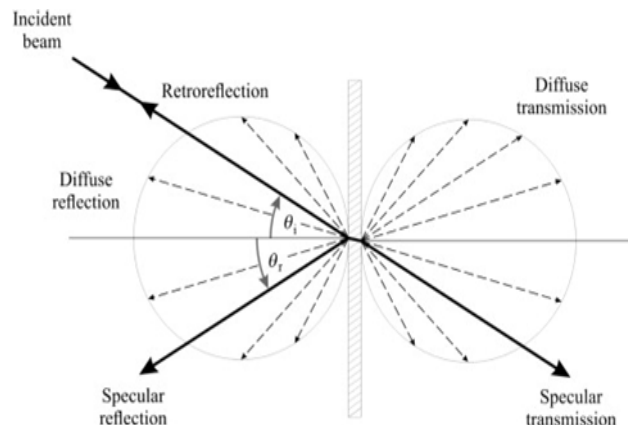 Incident
beam
Retroreflection
Diffuse
transmission
Diffuse
reflection
θi
θr
Specular
reflection
Specular
transmission